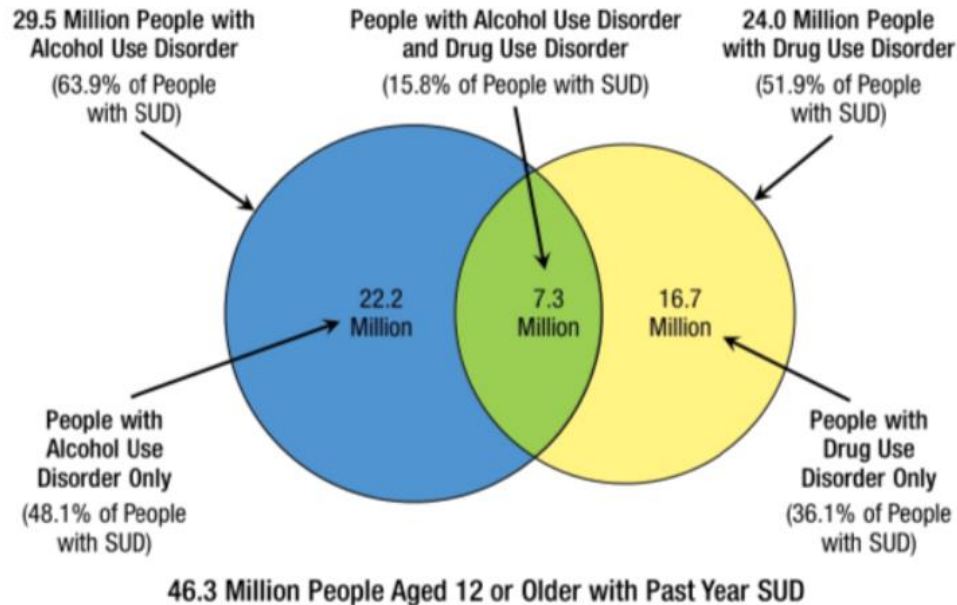 29.5 Million People with
Alcohol Use Disorder
(63.9% of People
with SUD)
People with Alcohol Use Disorder
and Drug Use Disorder
(15.8% of People with SUD)
24.0 Million People
with Drug Use Disorder
(51.9% of People
with SUD)
22.2
Million
7.3
Million
16.7
Million
People with
Alcohol Use
Disorder Only
(48.1% of People
with SUD)
People with
Drug Use
Disorder Only
(36.1% of People
with SUD)
46.3 Million People Aged 12 or Older with Past Year SUD